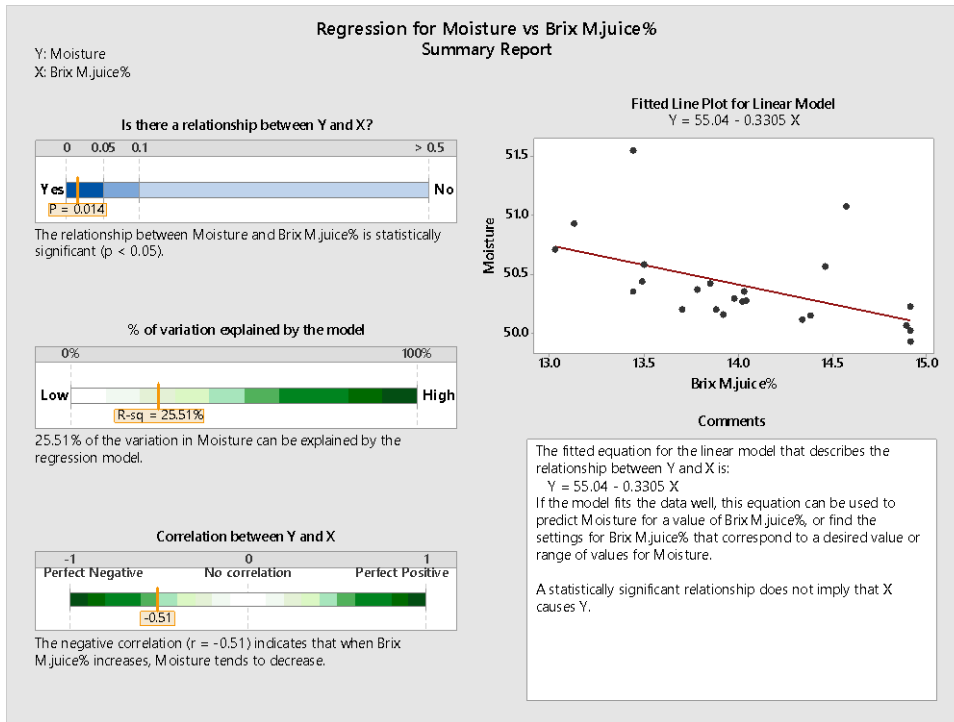 Regression for Moisture vs Brix M.juice%
Summary Report
Y: Moisture
X: Brix M.juice%
Is there a relationship between Y and X?
0 0.05 0.1 > 0.5
Yes No
P = 0.014
The relationship between Moisture and Brix M.juice% is statistically
significant (p < 0.05).
% of variation explained by the model
0% 100%
Low High
R-sq = 25.51%
25.51% of the variation in Moisture can be explained by the
regression model.
Correlation between Y and X
-1 0 1
Perfect Negative No correlation Perfect Positive
-0.51
The negative correlation (r = -0.51) indicates that when Brix
M.juice% increases, Moisture tends to decrease.
Fitted Line Plot for Linear Model
Y = 55.04 - 0.3305 X
51.5
51.0
50.5
50.0
Moisture
13.0 13.5 14.0 14.5 15.0
Brix M.juice%
Comments
The fitted equation for the linear model that describes the
relationship between Y and X is:
Y = 55.04 - 0.3305 X
If the model fits the data well, this equation can be used to
predict Moisture for a value of Brix M.juice%, or find the
settings for Brix M.juice% that correspond to a desired value or
range of values for Moisture.
A statistically significant relationship does not imply that X
causes Y.